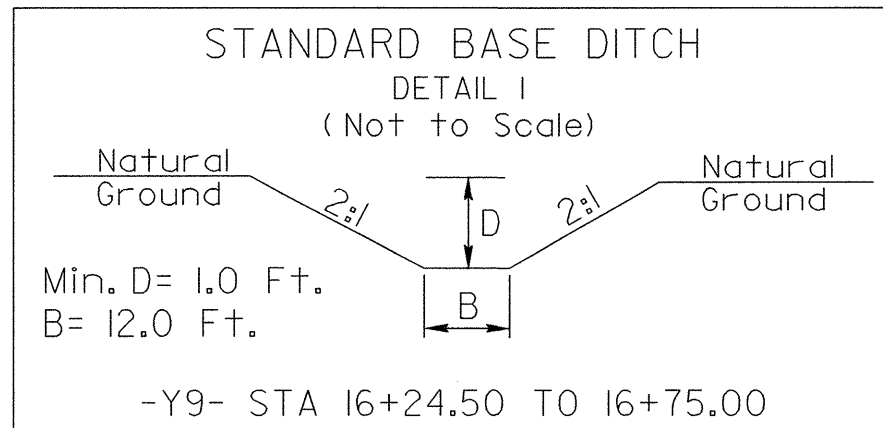 STANDARD BASE DITCH
DETAIL 1
(Not to Scale)
Natural
Ground
2:1
D
2:1
Natural
Ground
Min. D= 1.0 Ft.
B= 12.0 Ft.
B
-Y9- STA 16+24.50 TO 16+75.00